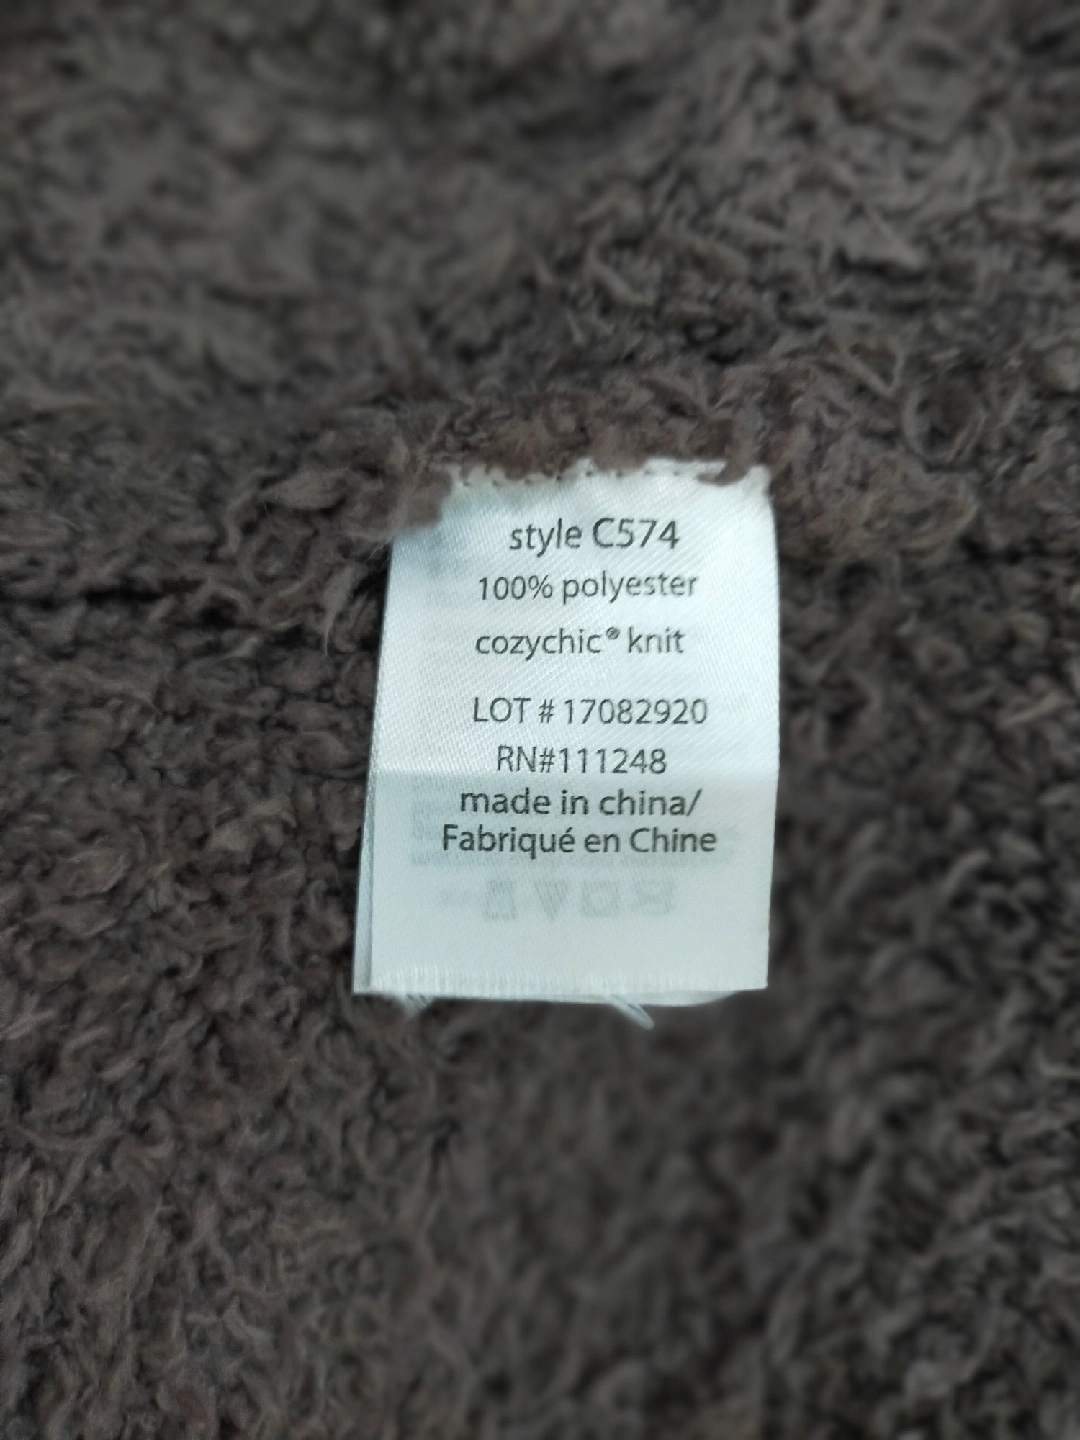 style C574
100% polyester
cozychic® knit
LOT # 17082920
RN#111248
made in china/
Fabriqué en Chine